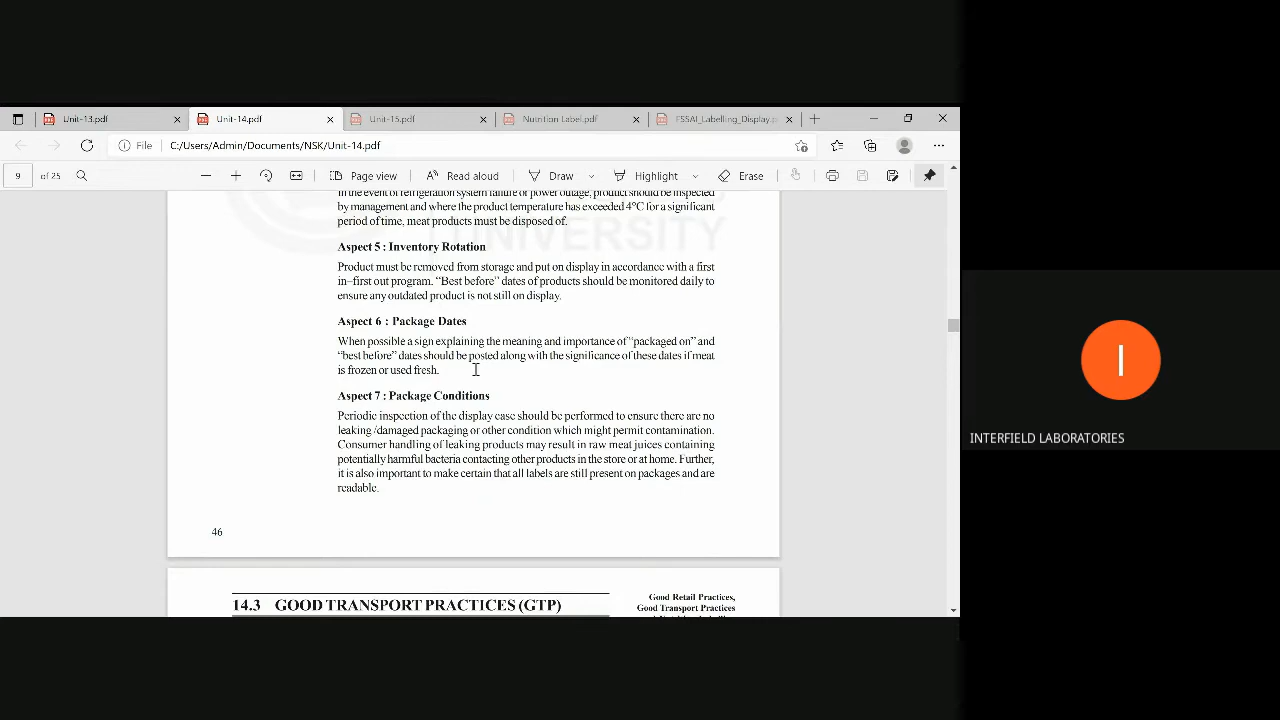 Unit-13.pdf
Unit-14.pdf
Unit-15.pdf
Nutrition Label.pdf
FSSAI_Labelling_Display.p
File
C:/Users/Admin/Documents/NSK/Unit-14.pdf
9 of 25
Page view
Read aloud
Draw
Highlight
Erase
In the event of refrigeration system failure or power outage, product should be inspected
by management and where the product temperature has exceeded 4°C for a significant
period of time, meat products must be disposed of.
UNIVERSITY
Aspect 5 : Inventory Rotation
Product must be removed from storage and put on display in accordance with a first
in–first out program. “Best before” dates of products should be monitored daily to
ensure any outdated product is not still on display.
Aspect 6 : Package Dates
When possible a sign explaining the meaning and importance of “packaged on” and
“best before” dates should be posted along with the significance of these dates if meat
is frozen or used fresh.
Aspect 7 : Package Conditions
Periodic inspection of the display case should be performed to ensure there are no
leaking /damaged packaging or other condition which might permit contamination.
Consumer handling of leaking products may result in raw meat juices containing
potentially harmful bacteria contacting other products in the store or at home. Further,
it is also important to make certain that all labels are still present on packages and are
readable.
46
14.3 GOOD TRANSPORT PRACTICES (GTP)
Good Retail Practices,
Good Transport Practices
I
INTERFIELD LABORATORIES